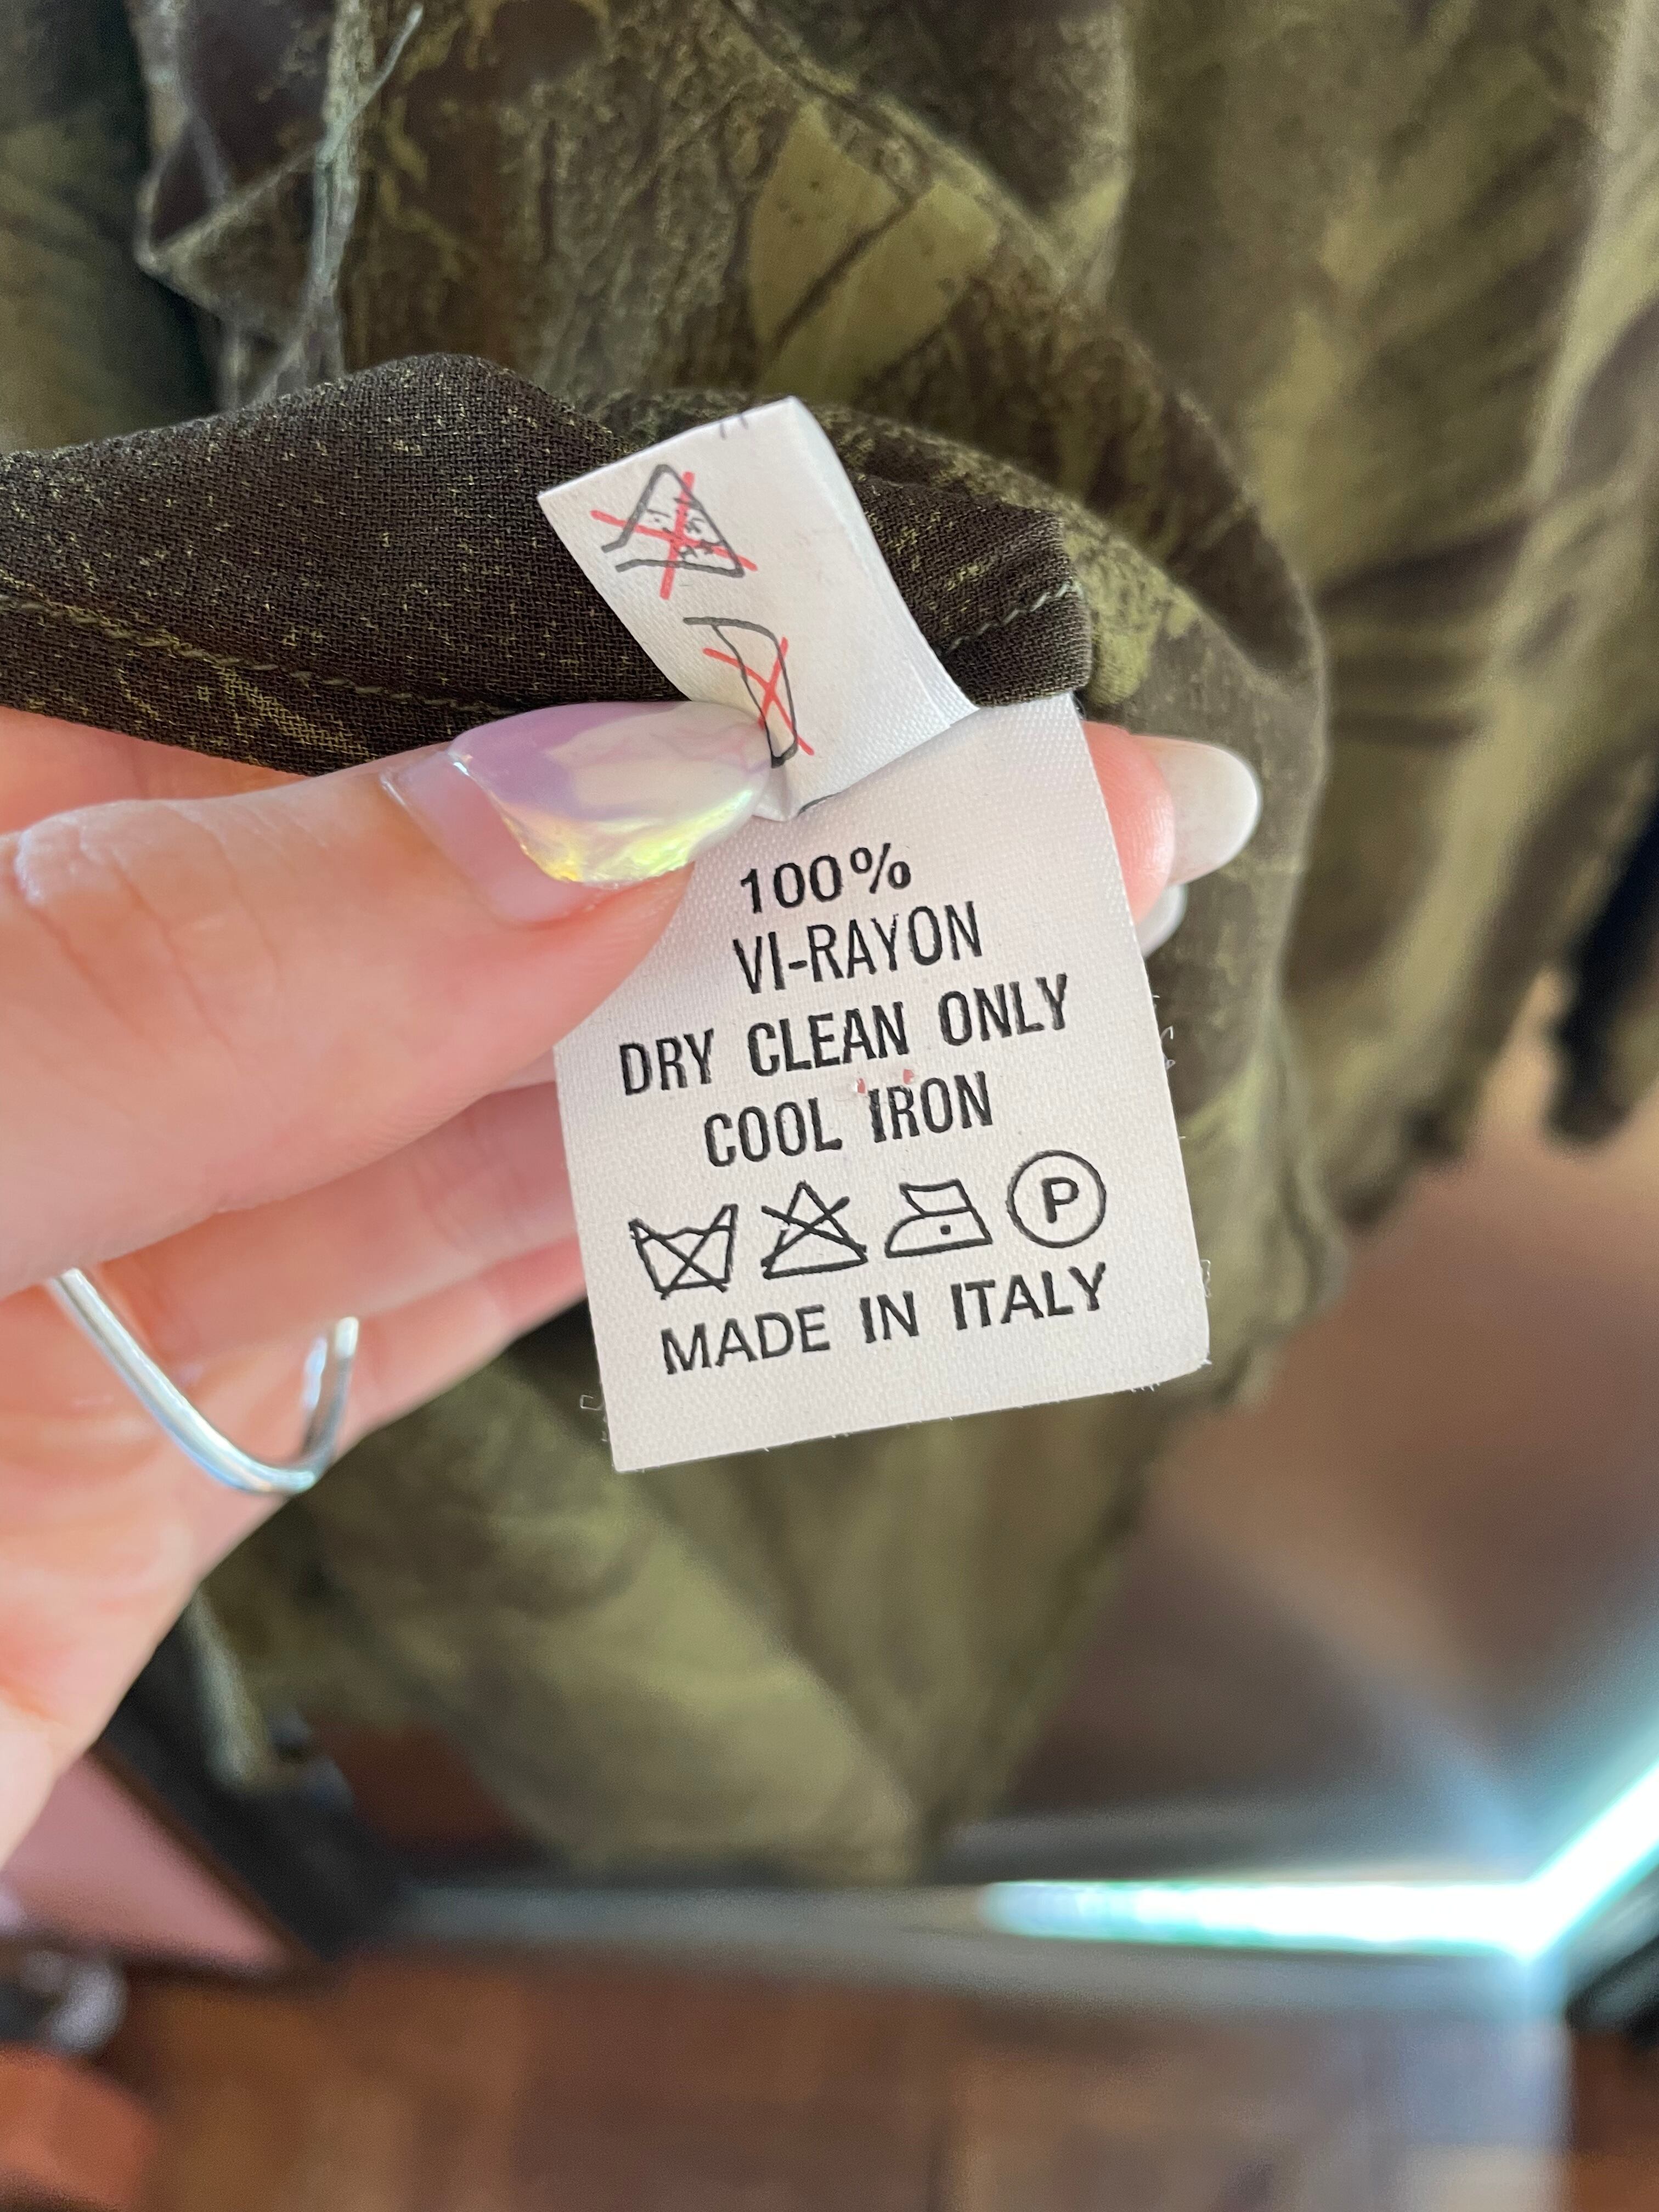 100%
VI-RAYON
DRY CLEAN ONLY
COOL IRON
P
MADE IN ITALY